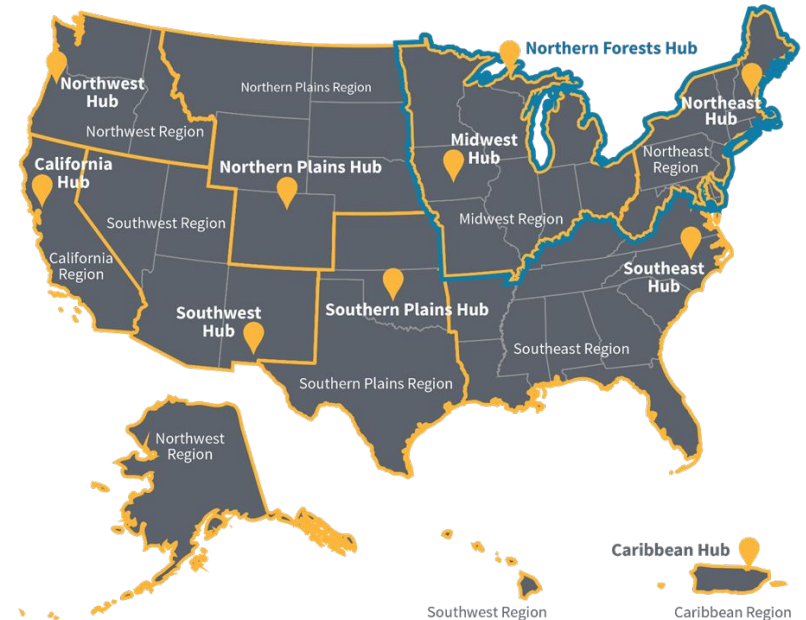 Northern Forests Hub
Northwest
Hub
Northern Plains Region
Northeast
Hub
Northwest Region
Midwest
Hub
Northeast
Region
California
Hub
Northern Plains Hub
Southwest Region
Midwest Region
California
Region
Southeast
Hub
Southwest
Hub
Southern Plains Hub
Southeast Region
Southern Plains Region
Northwest
Region
Caribbean Hub
Southwest Region
Caribbean Region